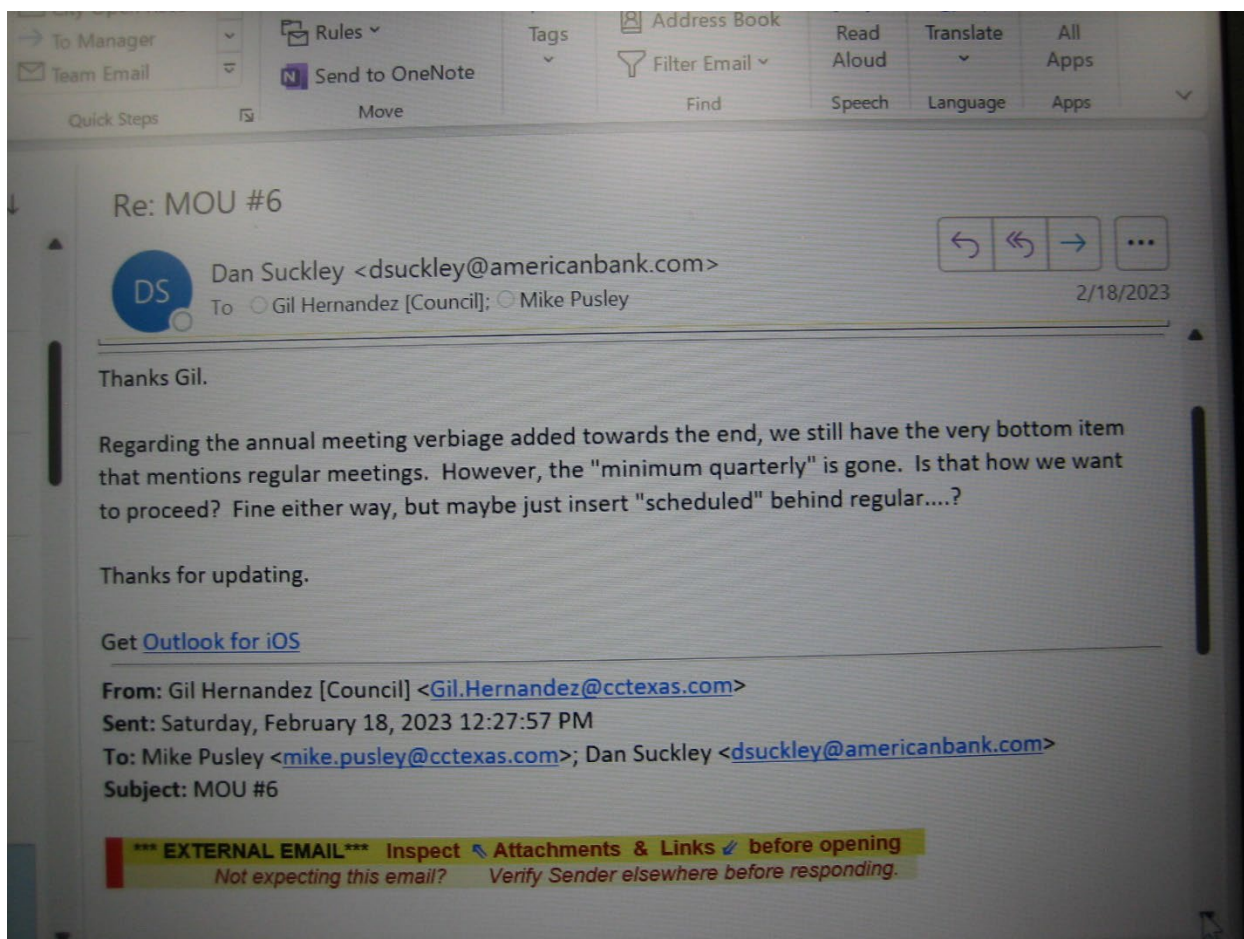 To Manager
Team Email
Quick Steps
Rules
Send to OneNote
Move
Tags
Address Book
Filter Email
Find
Read
Aloud
Speech
Translate
Language
All
Apps
Apps
Re: MOU #6
DS
Dan Suckley <dsuckley@americanbank.com>
To Gil Hernandez [Council]; Mike Pusley
2/18/2023
Thanks Gil.
Regarding the annual meeting verbiage added towards the end, we still have the very bottom item
that mentions regular meetings. However, the "minimum quarterly" is gone. Is that how we want
to proceed? Fine either way, but maybe just insert "scheduled" behind regular....?
Thanks for updating.
Get Outlook for iOS
From: Gil Hernandez [Council] <Gil.Hernandez@cctexas.com>
Sent: Saturday, February 18, 2023 12:27:57 PM
To: Mike Pusley <mike.pusley@cctexas.com>; Dan Suckley <dsuckley@americanbank.com>
Subject: MOU #6
*** EXTERNAL EMAIL*** Inspect Attachments & Links before opening
Not expecting this email? Verify Sender elsewhere before responding.